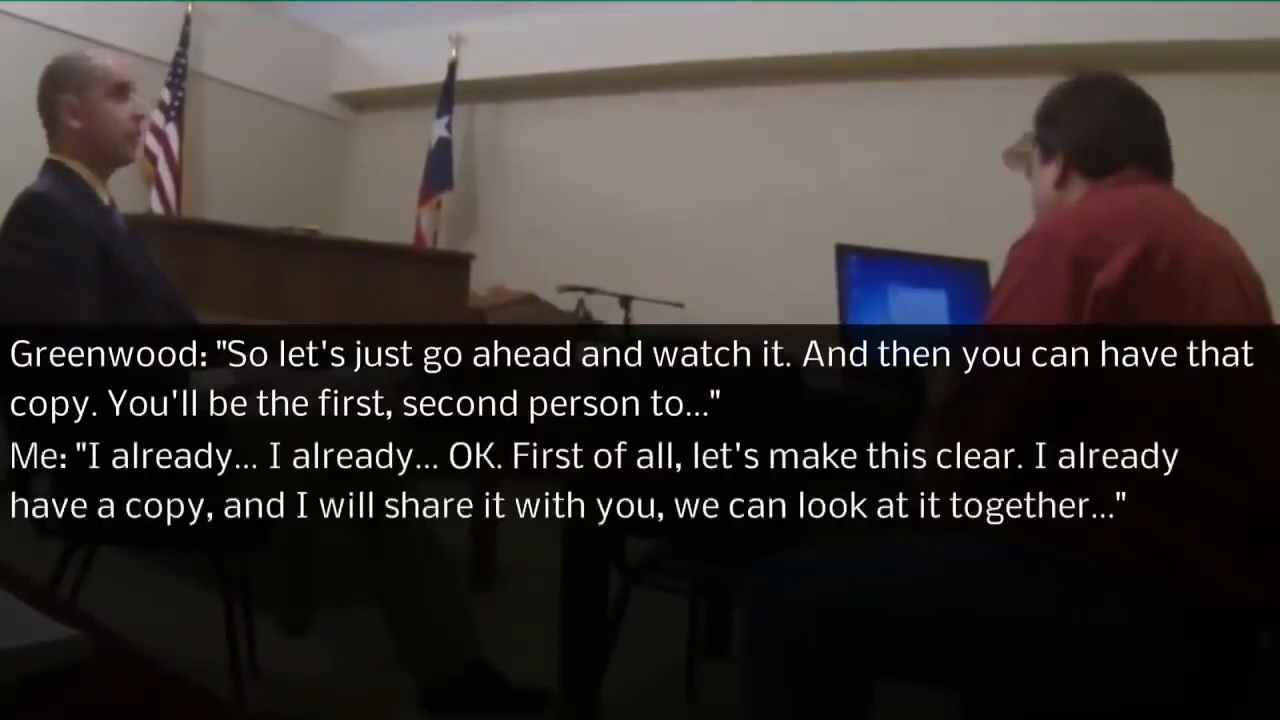 Greenwood: "So let's just go ahead and watch it. And then you can have that
copy. You'll be the first, second person to..."
Me: "I already... I already... OK. First of all, let's make this clear. I already
have a copy, and I will share it with you, we can look at it together..."